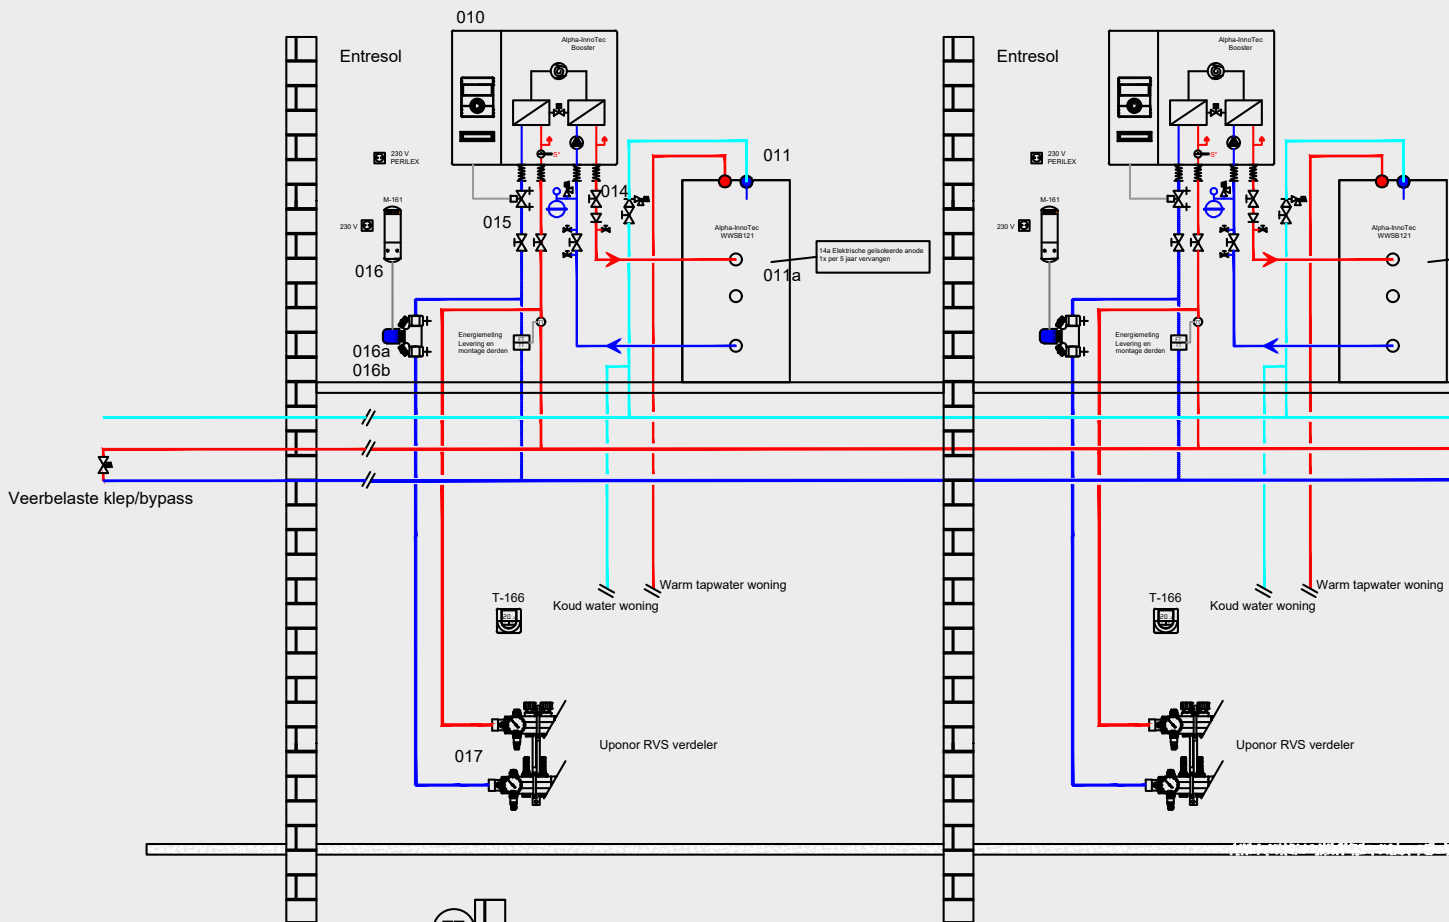 010
Entresol
Alpha-InnoTec
Booster
230 V
PERILEX
S*
011
M-161
014
015
230 V
Alpha-InnoTec
WWSB121
14a Elektrische geïsoleerde anode
1x per 5 jaar vervangen
016
011a
Energiemeting
Levering en
montage derden
016a
016b
Veerbelaste klep/bypass
Koud water woning
Warm tapwater woning
T-166
20
017
Uponor RVS verdeler
Entresol
Alpha-InnoTec
Booster
230 V
PERILEX
S*
M-161
230 V
Alpha-InnoTec
WWSB121
Energiemeting
Levering en
montage derden
Koud water woning
Warm tapwater woning
T-166
20
Uponor RVS verdeler